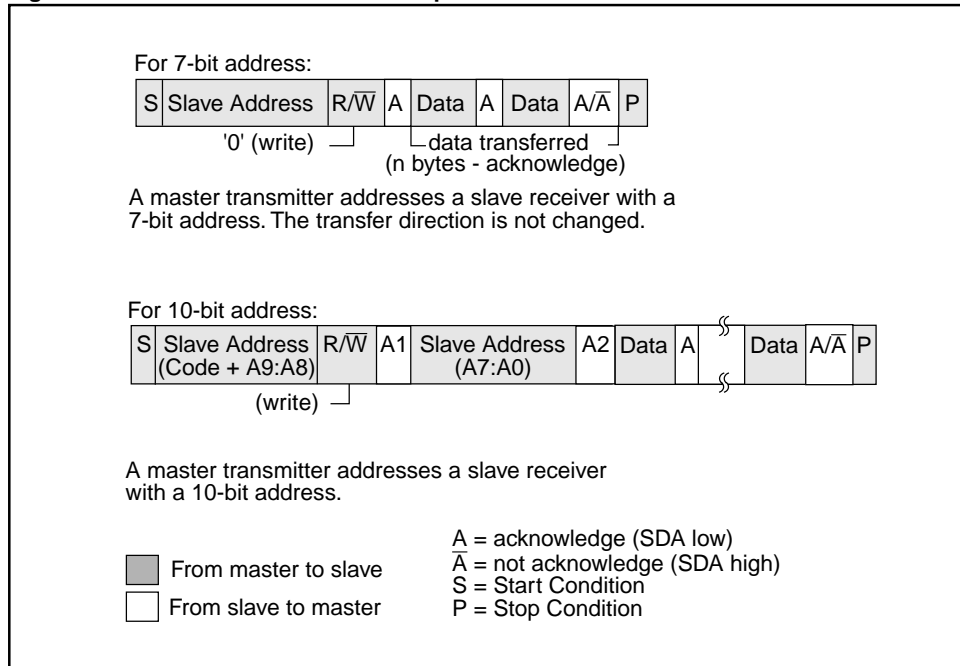 For 7-bit address:
S Slave Address R/W̅ A Data A Data A/A̅ P
'0' (write) data transferred
(n bytes - acknowledge)
A master transmitter addresses a slave receiver with a
7-bit address. The transfer direction is not changed.
For 10-bit address:
S Slave Address R/W̅ A1 Slave Address A2 Data A Data A/A̅ P
(Code + A9:A8) (A7:A0)
(write)
A master transmitter addresses a slave receiver
with a 10-bit address.
From master to slave
From slave to master
A = acknowledge (SDA low)
A̅ = not acknowledge (SDA high)
S = Start Condition
P = Stop Condition